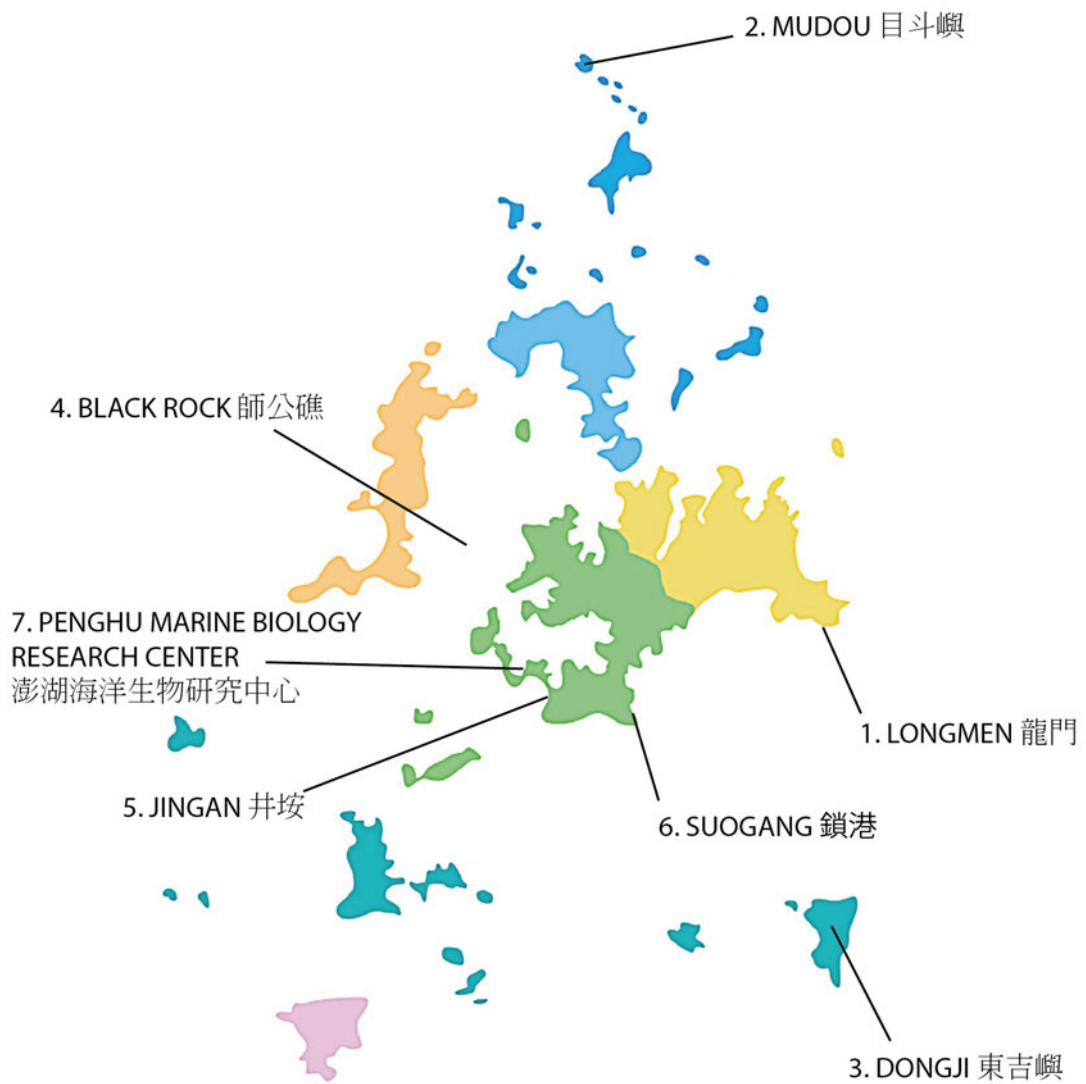 2. MUDOU 目斗嶼
4. BLACK ROCK 師公礁
7. PENGHU MARINE BIOLOGY
RESEARCH CENTER
澎湖海洋生物研究中心
1. LONGMEN 龍門
5. JINGAN 井垵
6. SUOGANG 鎖港
3. DONGJI 東吉嶼